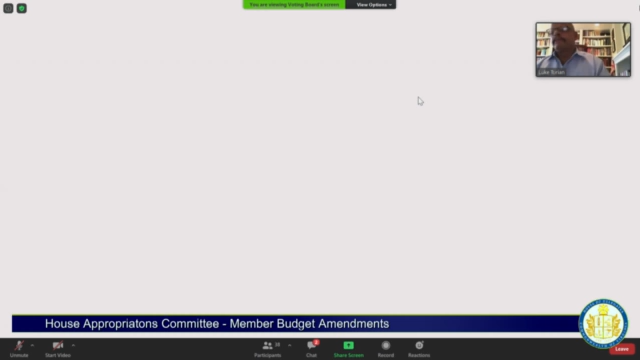 You are viewing Voting Board's screen
View Options
House Appropriatons Committee - Member Budget Amendments
Unmute
Start Video
Participants
Chat
Share Screen
Record
Reactions
Leave